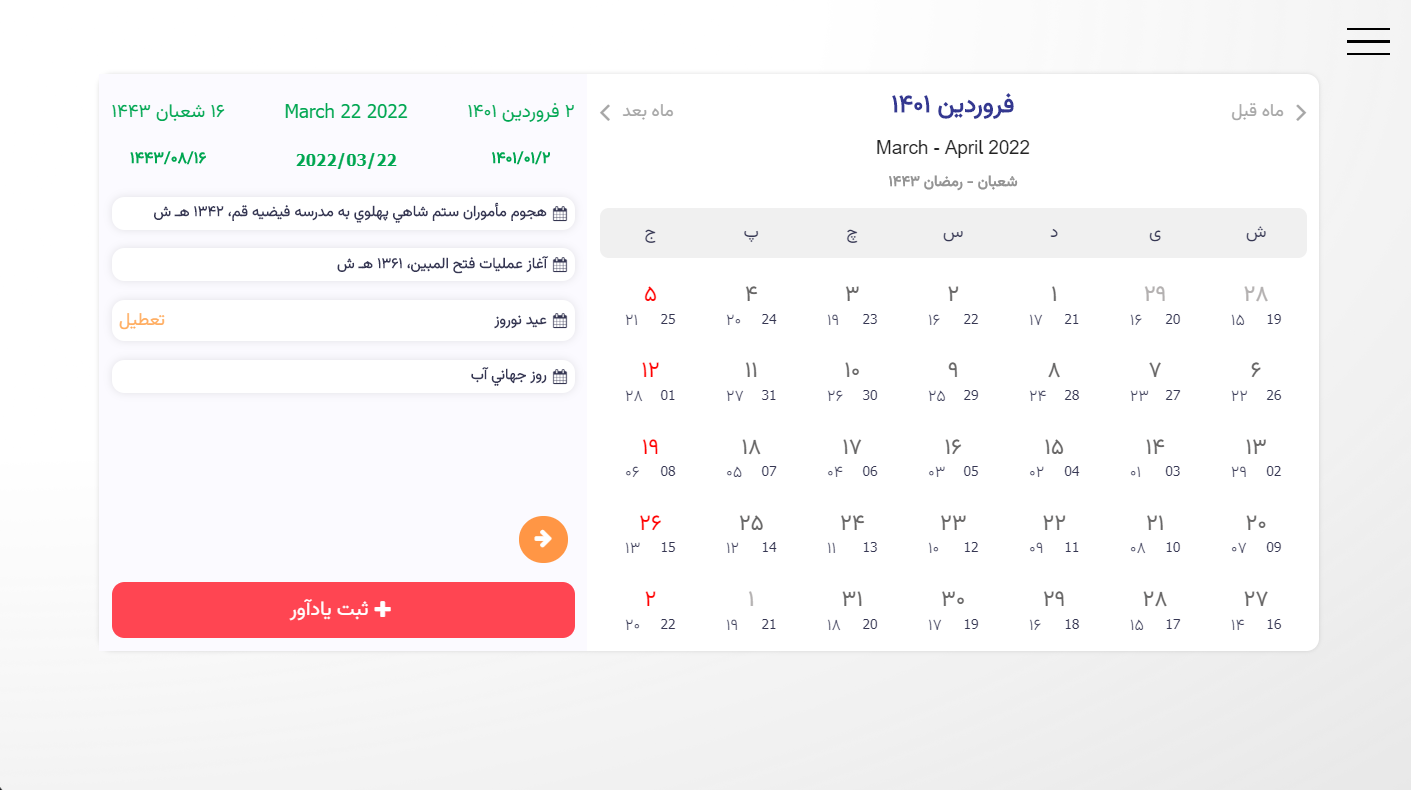 ماه قبل
فروردین ۱۴۰۱
ماه بعد
March - April 2022
شعبان - رمضان ۱۴۴۳
ش ی د س چ پ ج
۲۸ ۲۹ ۱ ۲ ۳ ۴ ۵
19 ۱۵ 20 ۱۶ 21 ۱۷ 22 ۱۶ 23 ۱۹ 24 ۲۰ 25 ۲۱
۶ ۷ ۸ ۹ ۱۰ ۱۱ ۱۲
26 ۲۲ 27 ۲۳ 28 ۲۴ 29 ۲۵ 30 ۲۶ 31 ۲۷ 01 ۲۸
۱۳ ۱۴ ۱۵ ۱۶ ۱۷ ۱۸ ۱۹
02 ۲۹ 03 ۰۱ 04 ۰۲ 05 ۰۳ 06 ۰۴ 07 ۰۵ 08 ۰۶
۲۰ ۲۱ ۲۲ ۲۳ ۲۴ ۲۵ ۲۶
09 ۰۷ 10 ۰۸ 11 ۰۹ 12 ۱۰ 13 ۱۱ 14 ۱۲ 15 ۱۳
۲۷ ۲۸ ۲۹ ۳۰ ۳۱ ۱ ۲
16 ۱۴ 17 ۱۵ 18 ۱۶ 19 ۱۷ 20 ۱۸ 21 ۱۹ 22 ۲۰
۲ فروردین ۱۴۰۱
March 22 2022
۱۶ شعبان ۱۴۴۳
۱۴۰۱/۰۱/۲
2022/03/22
۱۴۴۳/۰۸/۱۶
هجوم مأموران ستم شاهي پهلوي به مدرسه فیضیه قم، ۱۳۴۲ هـ ش
آغاز عملیات فتح المبین، ۱۳۶۱ هـ ش
عید نوروز تعطیل
روز جهاني آب
ثبت یادآور